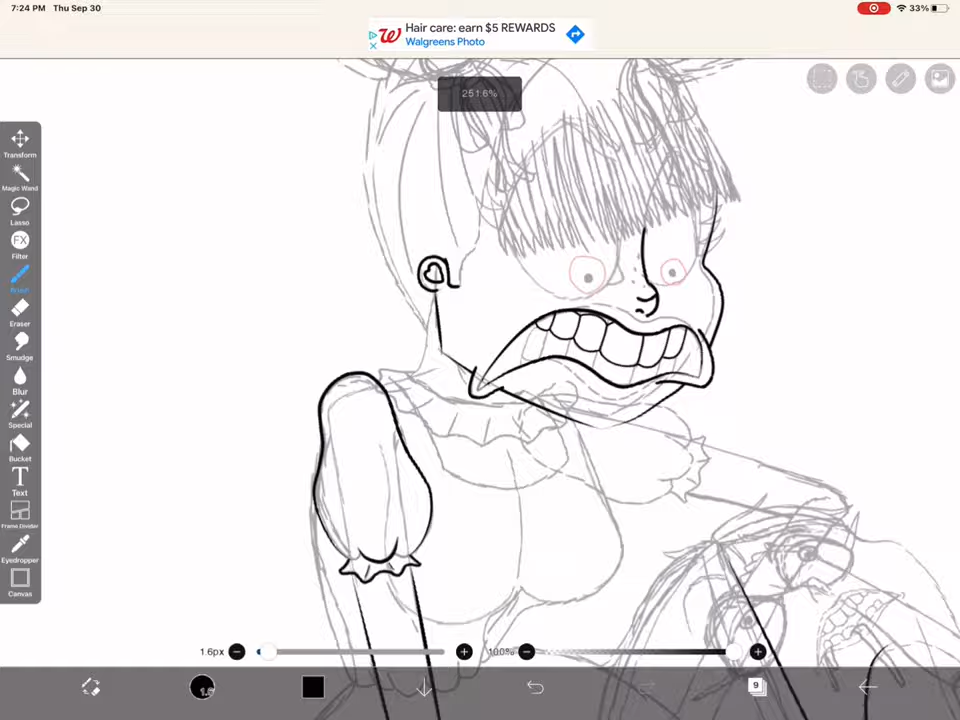 7:24 PM Thu Sep 30
33%
Hair care: earn $5 REWARDS
Walgreens Photo
251.6%
Transform
Magic Wand
Lasso
FX
Filter
Brush
Eraser
Smudge
Blur
Special
Bucket
T
Text
Frame Divider
Eyedropper
Canvas
1.6px
100%
9